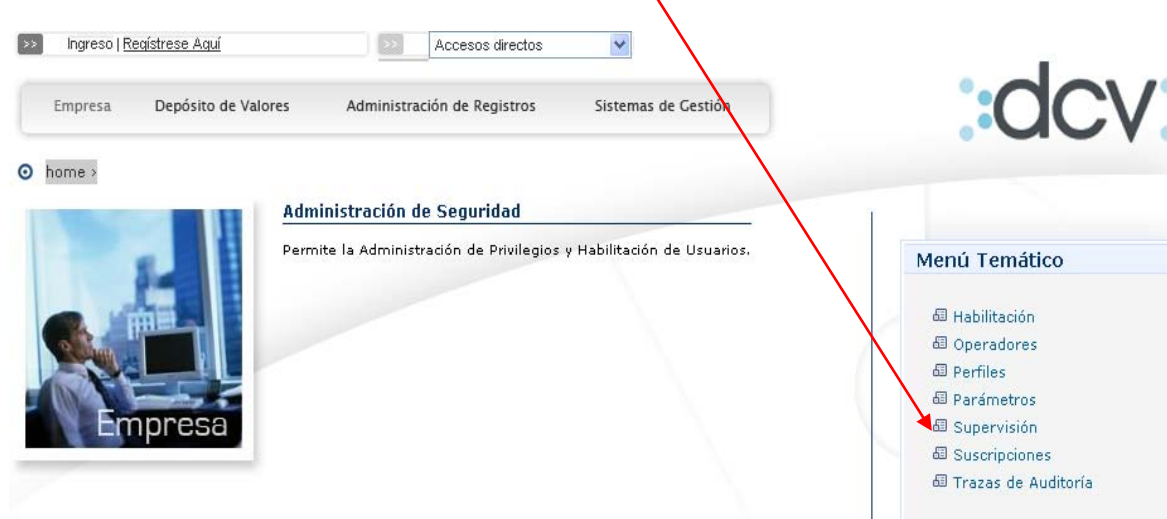 >> Ingreso | Regístrese Aquí >> Accesos directos
:dcv:
Empresa Depósito de Valores Administración de Registros Sistemas de Gestión
home >
Administración de Seguridad
Permite la Administración de Privilegios y Habilitación de Usuarios.
Empresa
Menú Temático
Habilitación
Operadores
Perfiles
Parámetros
Supervisión
Suscripciones
Trazas de Auditoría